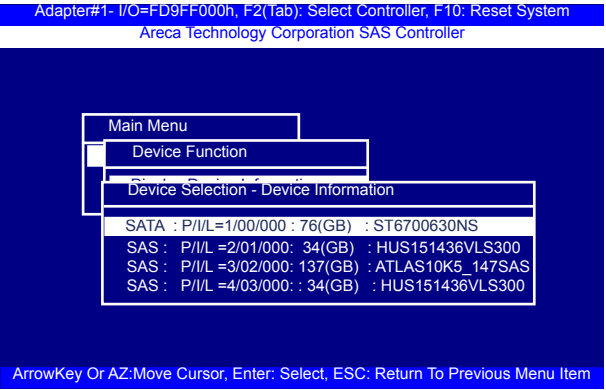 Adapter#1- I/O=FD9FF000h, F2(Tab): Select Controller, F10: Reset System
Areca Technology Corporation SAS Controller
Main Menu
Device Function
Device Selection - Device Information
SATA : P/I/L=1/00/000 : 76(GB) : ST6700630NS
SAS : P/I/L =2/01/000: 34(GB) : HUS151436VLS300
SAS : P/I/L =3/02/000: 137(GB) : ATLAS10K5_147SAS
SAS : P/I/L =4/03/000: : 34(GB) : HUS151436VLS300
ArrowKey Or AZ:Move Cursor, Enter: Select, ESC: Return To Previous Menu Item